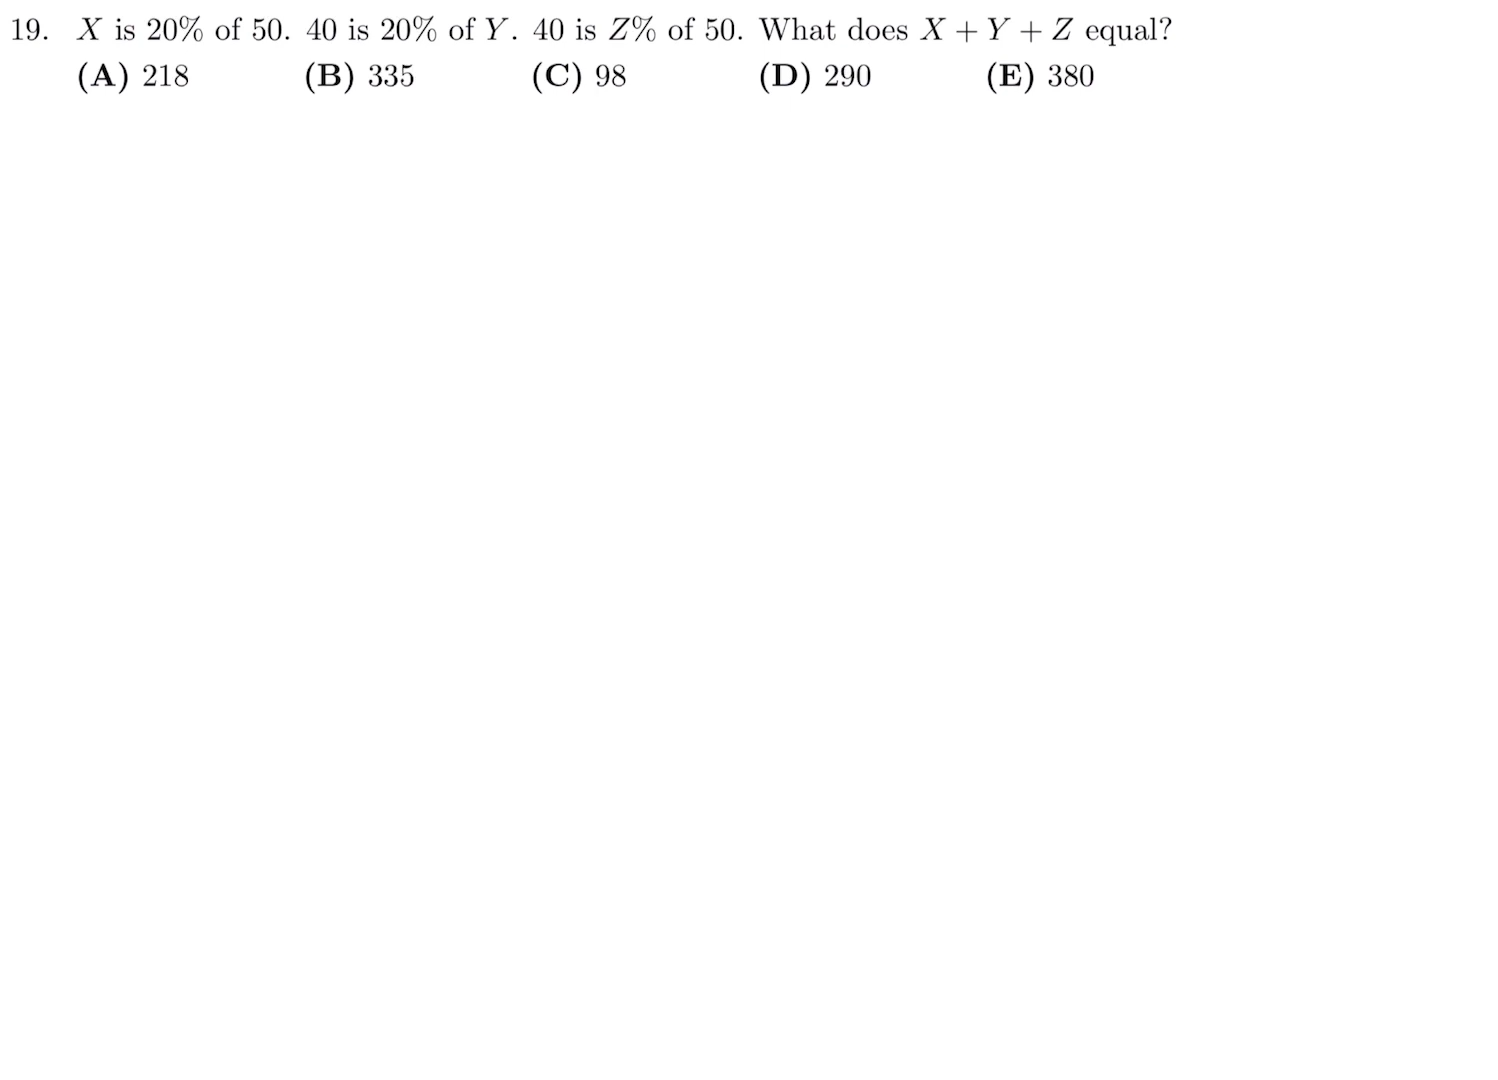 19. X is 20% of 50. 40 is 20% of Y. 40 is Z% of 50. What does X + Y + Z equal?
(A) 218 (B) 335 (C) 98 (D) 290 (E) 380